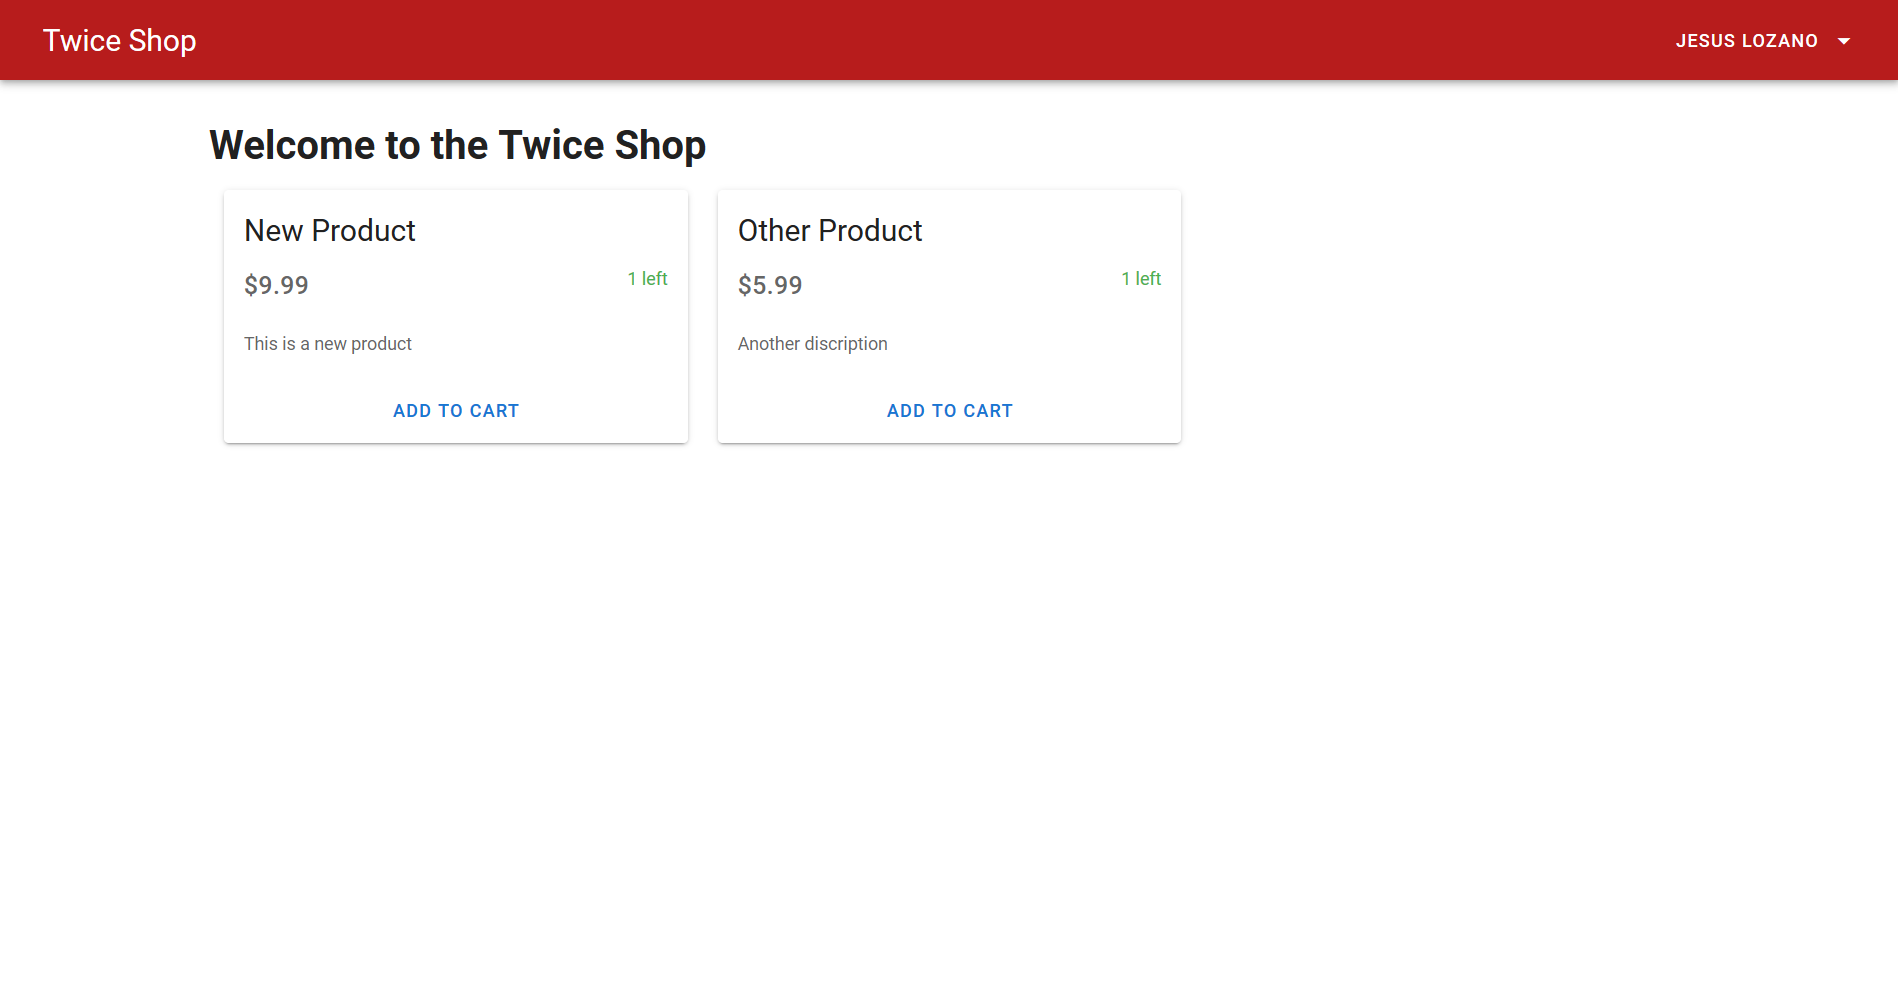 Twice Shop
JESUS LOZANO
Welcome to the Twice Shop
New Product
$9.99
1 left
This is a new product
ADD TO CART
Other Product
$5.99
1 left
Another discription
ADD TO CART